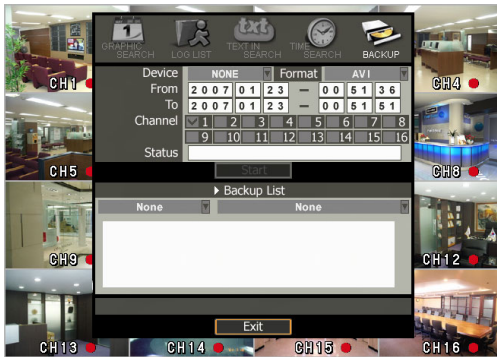 1
txt
GRAPHIC SEARCH
LOG LIST
TEXT IN SEARCH
TIME SEARCH
BACKUP
Device NONE Format AVI
From 2007 01 23 – 00 51 36
To 2007 01 23 – 00 51 51
Channel 1 2 3 4 5 6 7 8
9 10 11 12 13 14 15 16
Status
Start
Backup List
None None
Exit
CH1
CH4
CH5
CH8
CH9
CH12
CH13
CH14
CH15
CH16